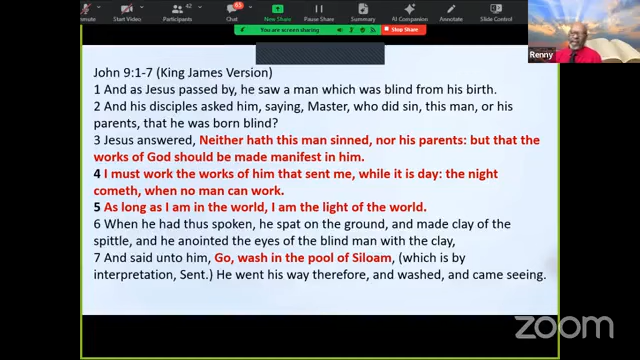 Unmute
Start Video
Participants
42
Chat
65
New Share
Pause Share
Summary
AI Companion
Annotate
Slide Control
You are screen sharing
Stop Share
Renny
John 9:1-7 (King James Version)
1 And as Jesus passed by, he saw a man which was blind from his birth.
2 And his disciples asked him, saying, Master, who did sin, this man, or his
parents, that he was born blind?
3 Jesus answered, Neither hath this man sinned, nor his parents: but that the
works of God should be made manifest in him.
4 I must work the works of him that sent me, while it is day: the night
cometh, when no man can work.
5 As long as I am in the world, I am the light of the world.
6 When he had thus spoken, he spat on the ground, and made clay of the
spittle, and he anointed the eyes of the blind man with the clay,
7 And said unto him, Go, wash in the pool of Siloam, (which is by
interpretation, Sent.) He went his way therefore, and washed, and came seeing.
zoom